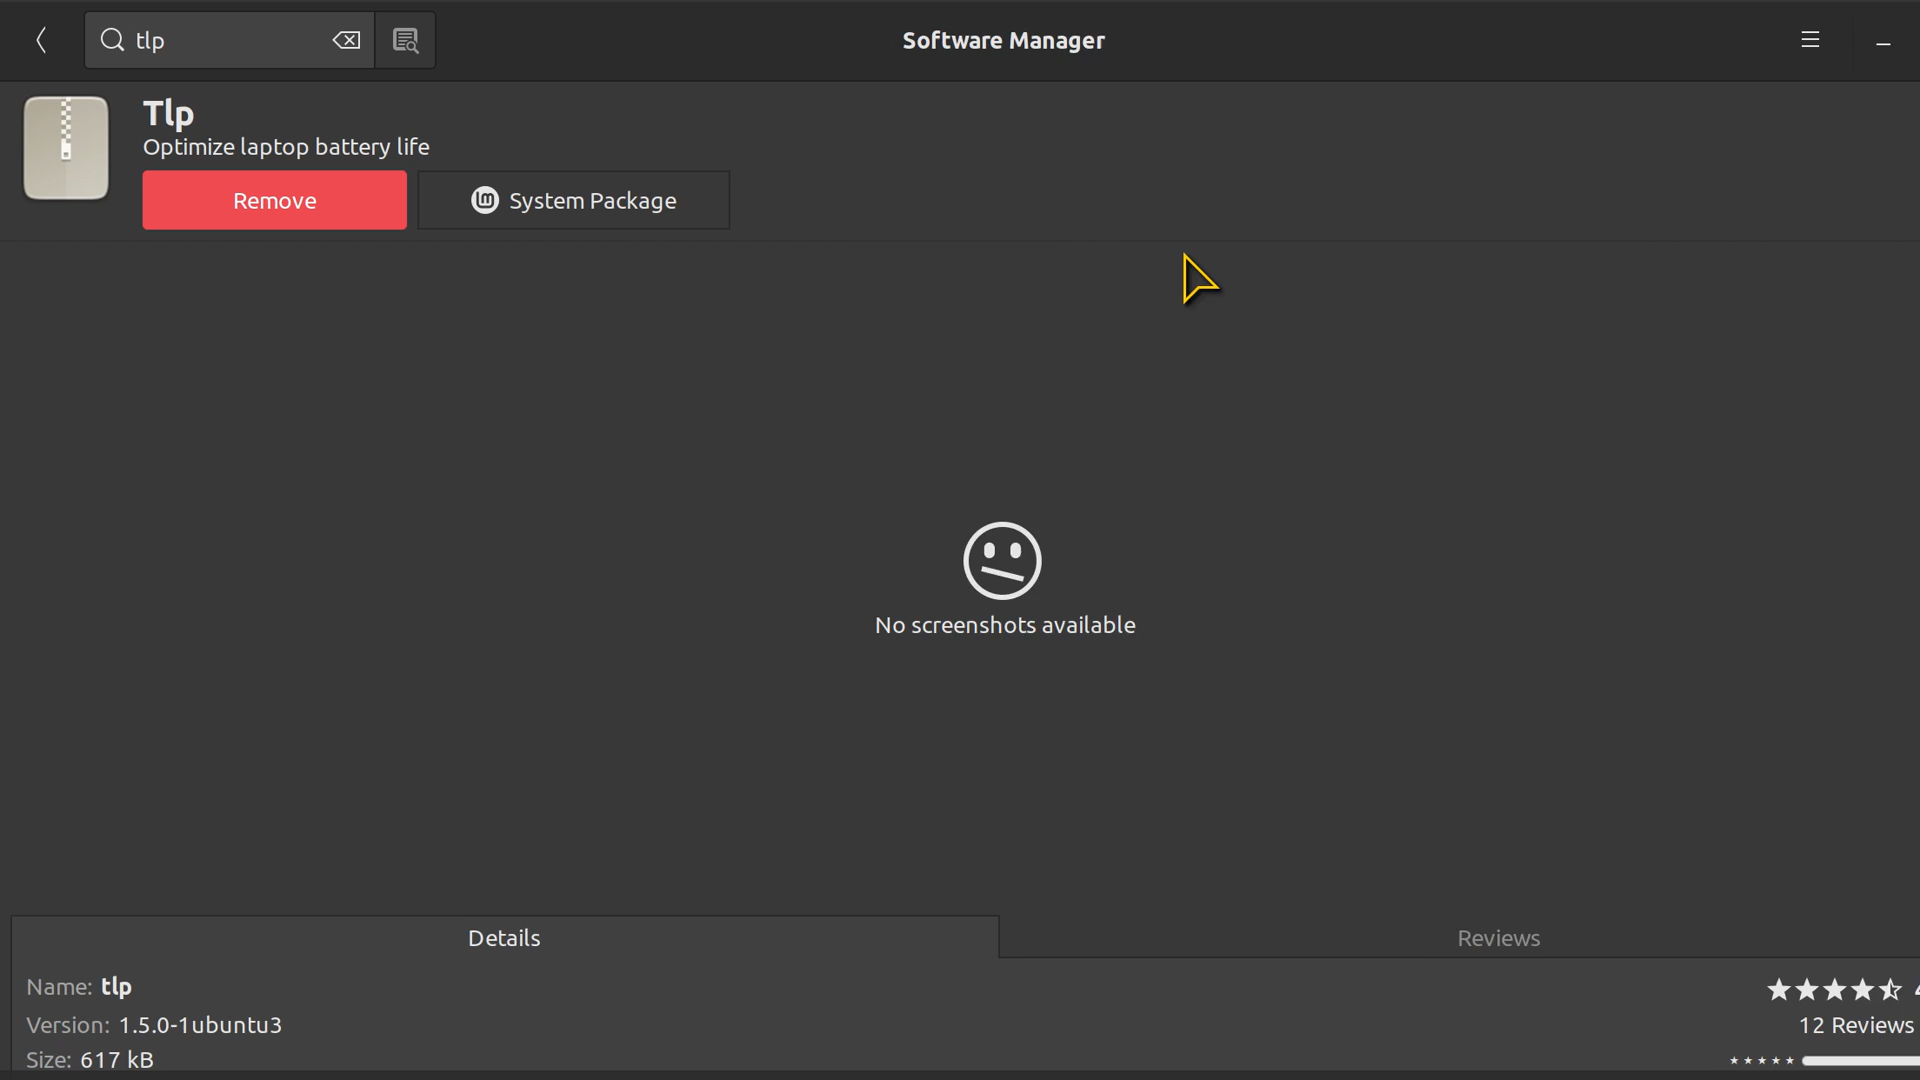 tlp
Software Manager
Tlp
Optimize laptop battery life
Remove
System Package
No screenshots available
Details
Reviews
Name: tlp
Version: 1.5.0-1ubuntu3
12 Reviews
Size: 617 kB